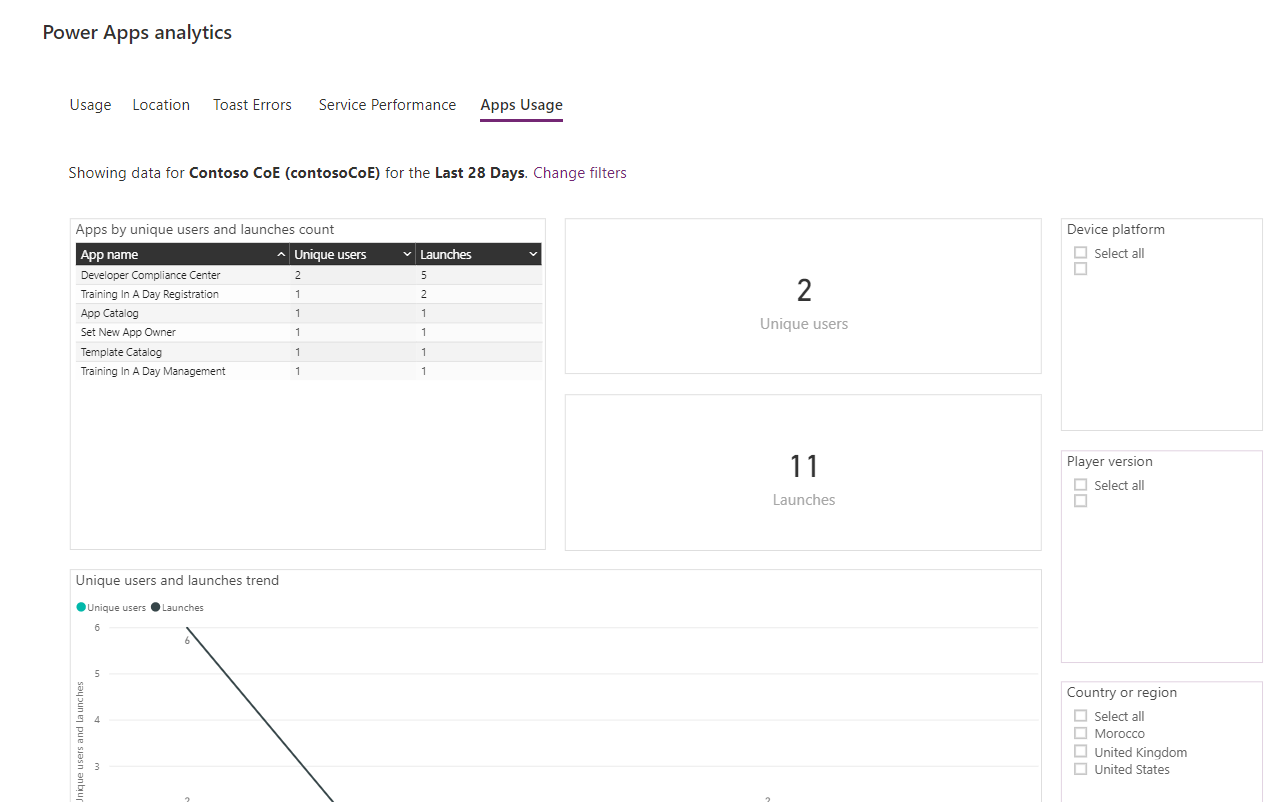 Power Apps analytics
Usage Location Toast Errors Service Performance Apps Usage
Showing data for Contoso CoE (contosoCoE) for the Last 28 Days. Change filters
Apps by unique users and launches count
App name Unique users Launches
Developer Compliance Center 2 5
Training In A Day Registration 1 2
App Catalog 1 1
Set New App Owner 1 1
Template Catalog 1 1
Training In A Day Management 1 1
2
Unique users
11
Launches
Device platform
Select all
Player version
Select all
Country or region
Select all
Morocco
United Kingdom
United States
Unique users and launches trend
Unique users Launches
Unique users and launches
6
5
4
3
6
2
2